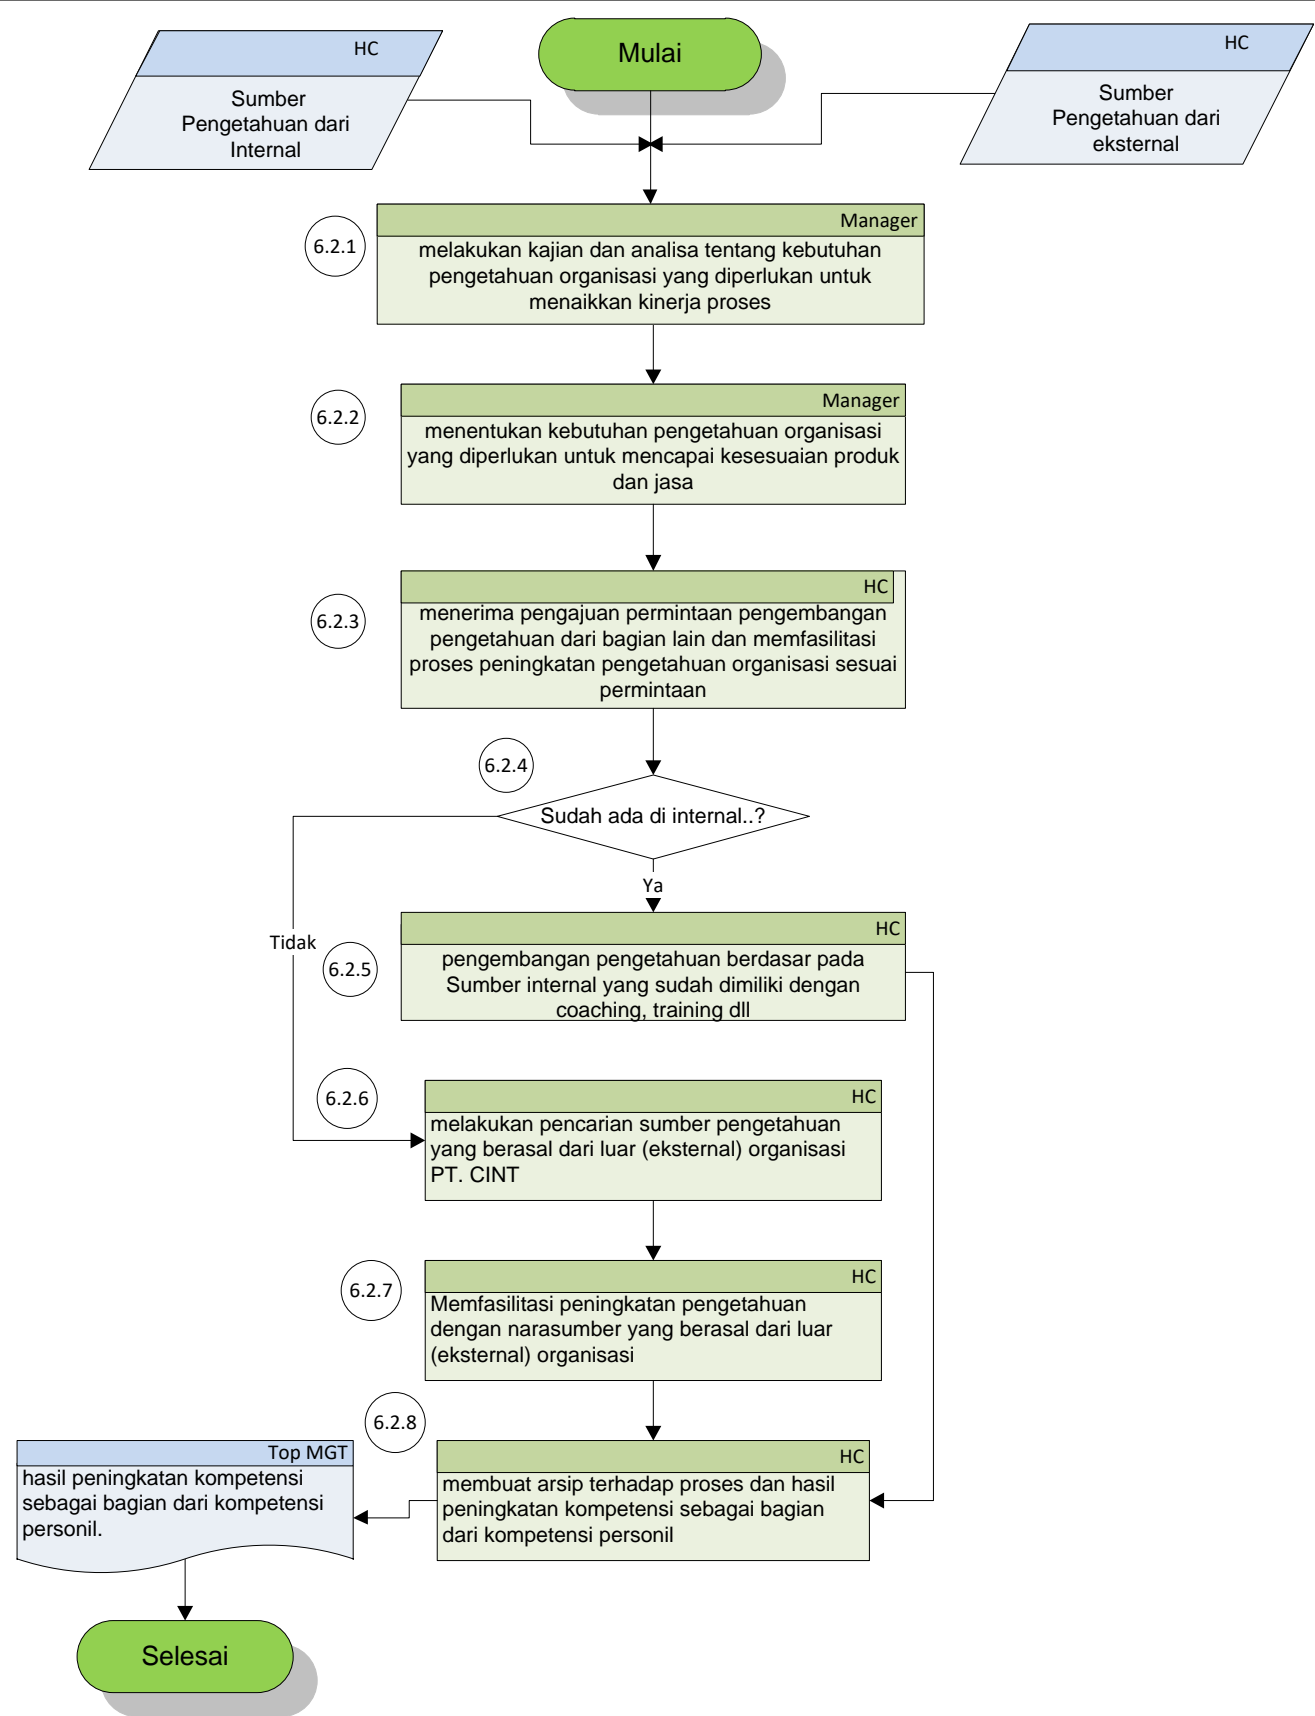 HC
Sumber
Pengetahuan dari
Internal
Mulai
HC
Sumber
Pengetahuan dari
eksternal
6.2.1
Manager
melakukan kajian dan analisa tentang kebutuhan
pengetahuan organisasi yang diperlukan untuk
menaikkan kinerja proses
6.2.2
Manager
menentukan kebutuhan pengetahuan organisasi
yang diperlukan untuk mencapai kesesuaian produk
dan jasa
6.2.3
HC
menerima pengajuan permintaan pengembangan
pengetahuan dari bagian lain dan memfasilitasi
proses peningkatan pengetahuan organisasi sesuai
permintaan
6.2.4
Sudah ada di internal..?
Ya
Tidak
6.2.5
HC
pengembangan pengetahuan berdasar pada
Sumber internal yang sudah dimiliki dengan
coaching, training dll
6.2.6
HC
melakukan pencarian sumber pengetahuan
yang berasal dari luar (eksternal) organisasi
PT. CINT
6.2.7
HC
Memfasilitasi peningkatan pengetahuan
dengan narasumber yang berasal dari luar
(eksternal) organisasi
6.2.8
HC
membuat arsip terhadap proses dan hasil
peningkatan kompetensi sebagai bagian
dari kompetensi personil
Top MGT
hasil peningkatan kompetensi
sebagai bagian dari kompetensi
personil.
Selesai